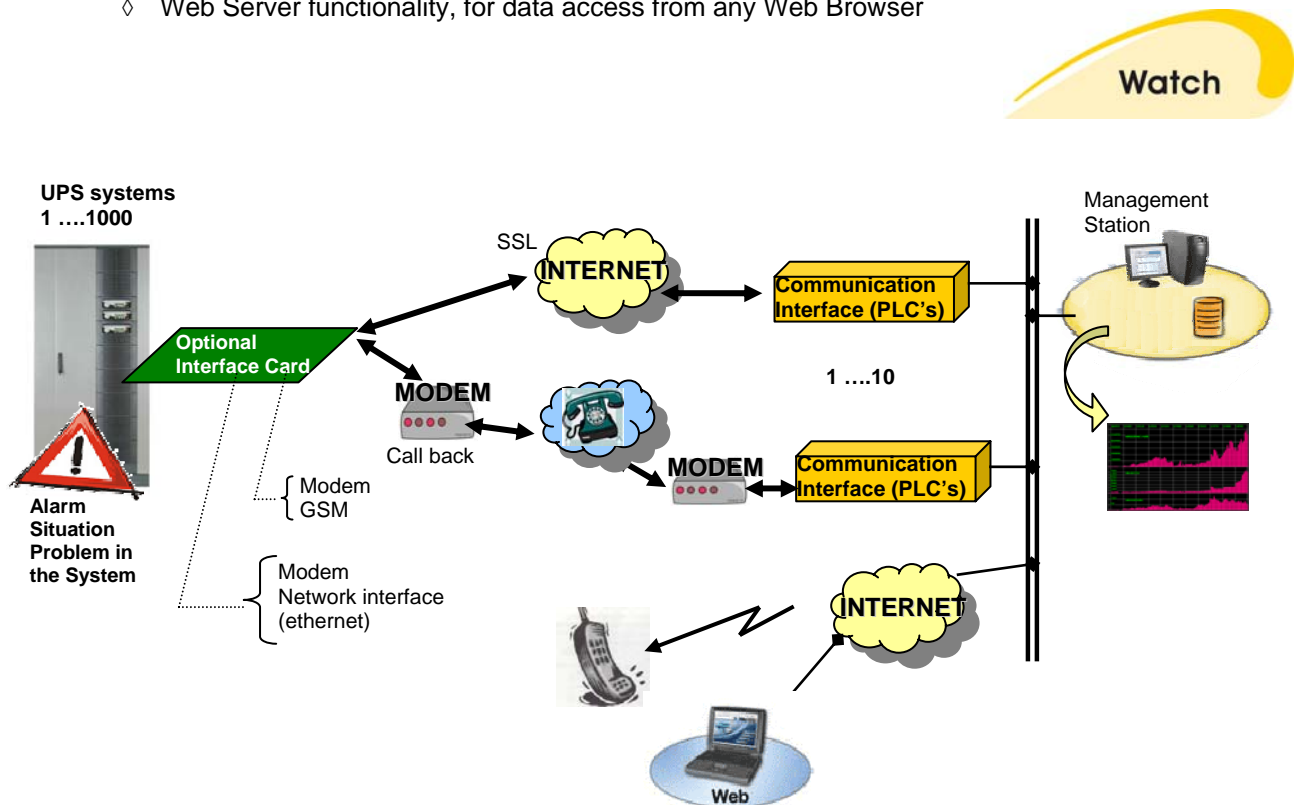 ◊ Web Server functionality, for data access from any Web Browser
Watch
UPS systems
1 ….1000
Management
Station
SSL
INTERNET
Communication
Interface (PLC's)
Optional
Interface Card
1 ….10
MODEM
Call back
MODEM
Communication
Interface (PLC's)
Modem
GSM
Alarm
Situation
Problem in
the System
Modem
Network interface
(ethernet)
INTERNET
Web